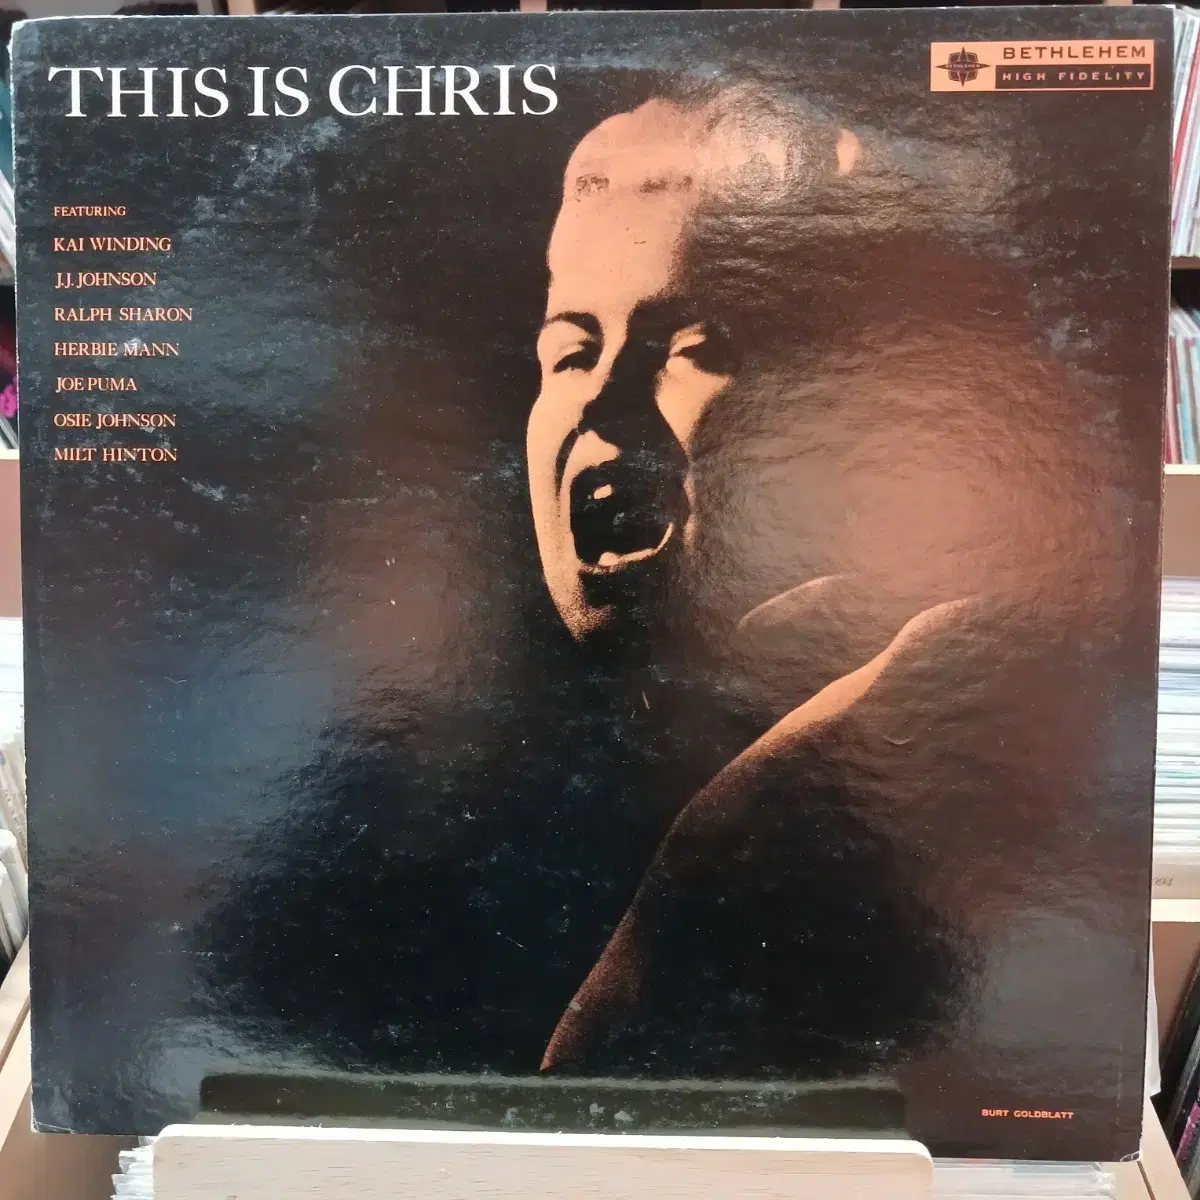 THIS IS CHRIS
BETHLEHEM
HIGH FIDELITY
BETHLEHEM
FEATURING
KAI WINDING
J.J. JOHNSON
RALPH SHARON
HERBIE MANN
JOE PUMA
OSIE JOHNSON
MILT HINTON
BURT GOLDBLATT